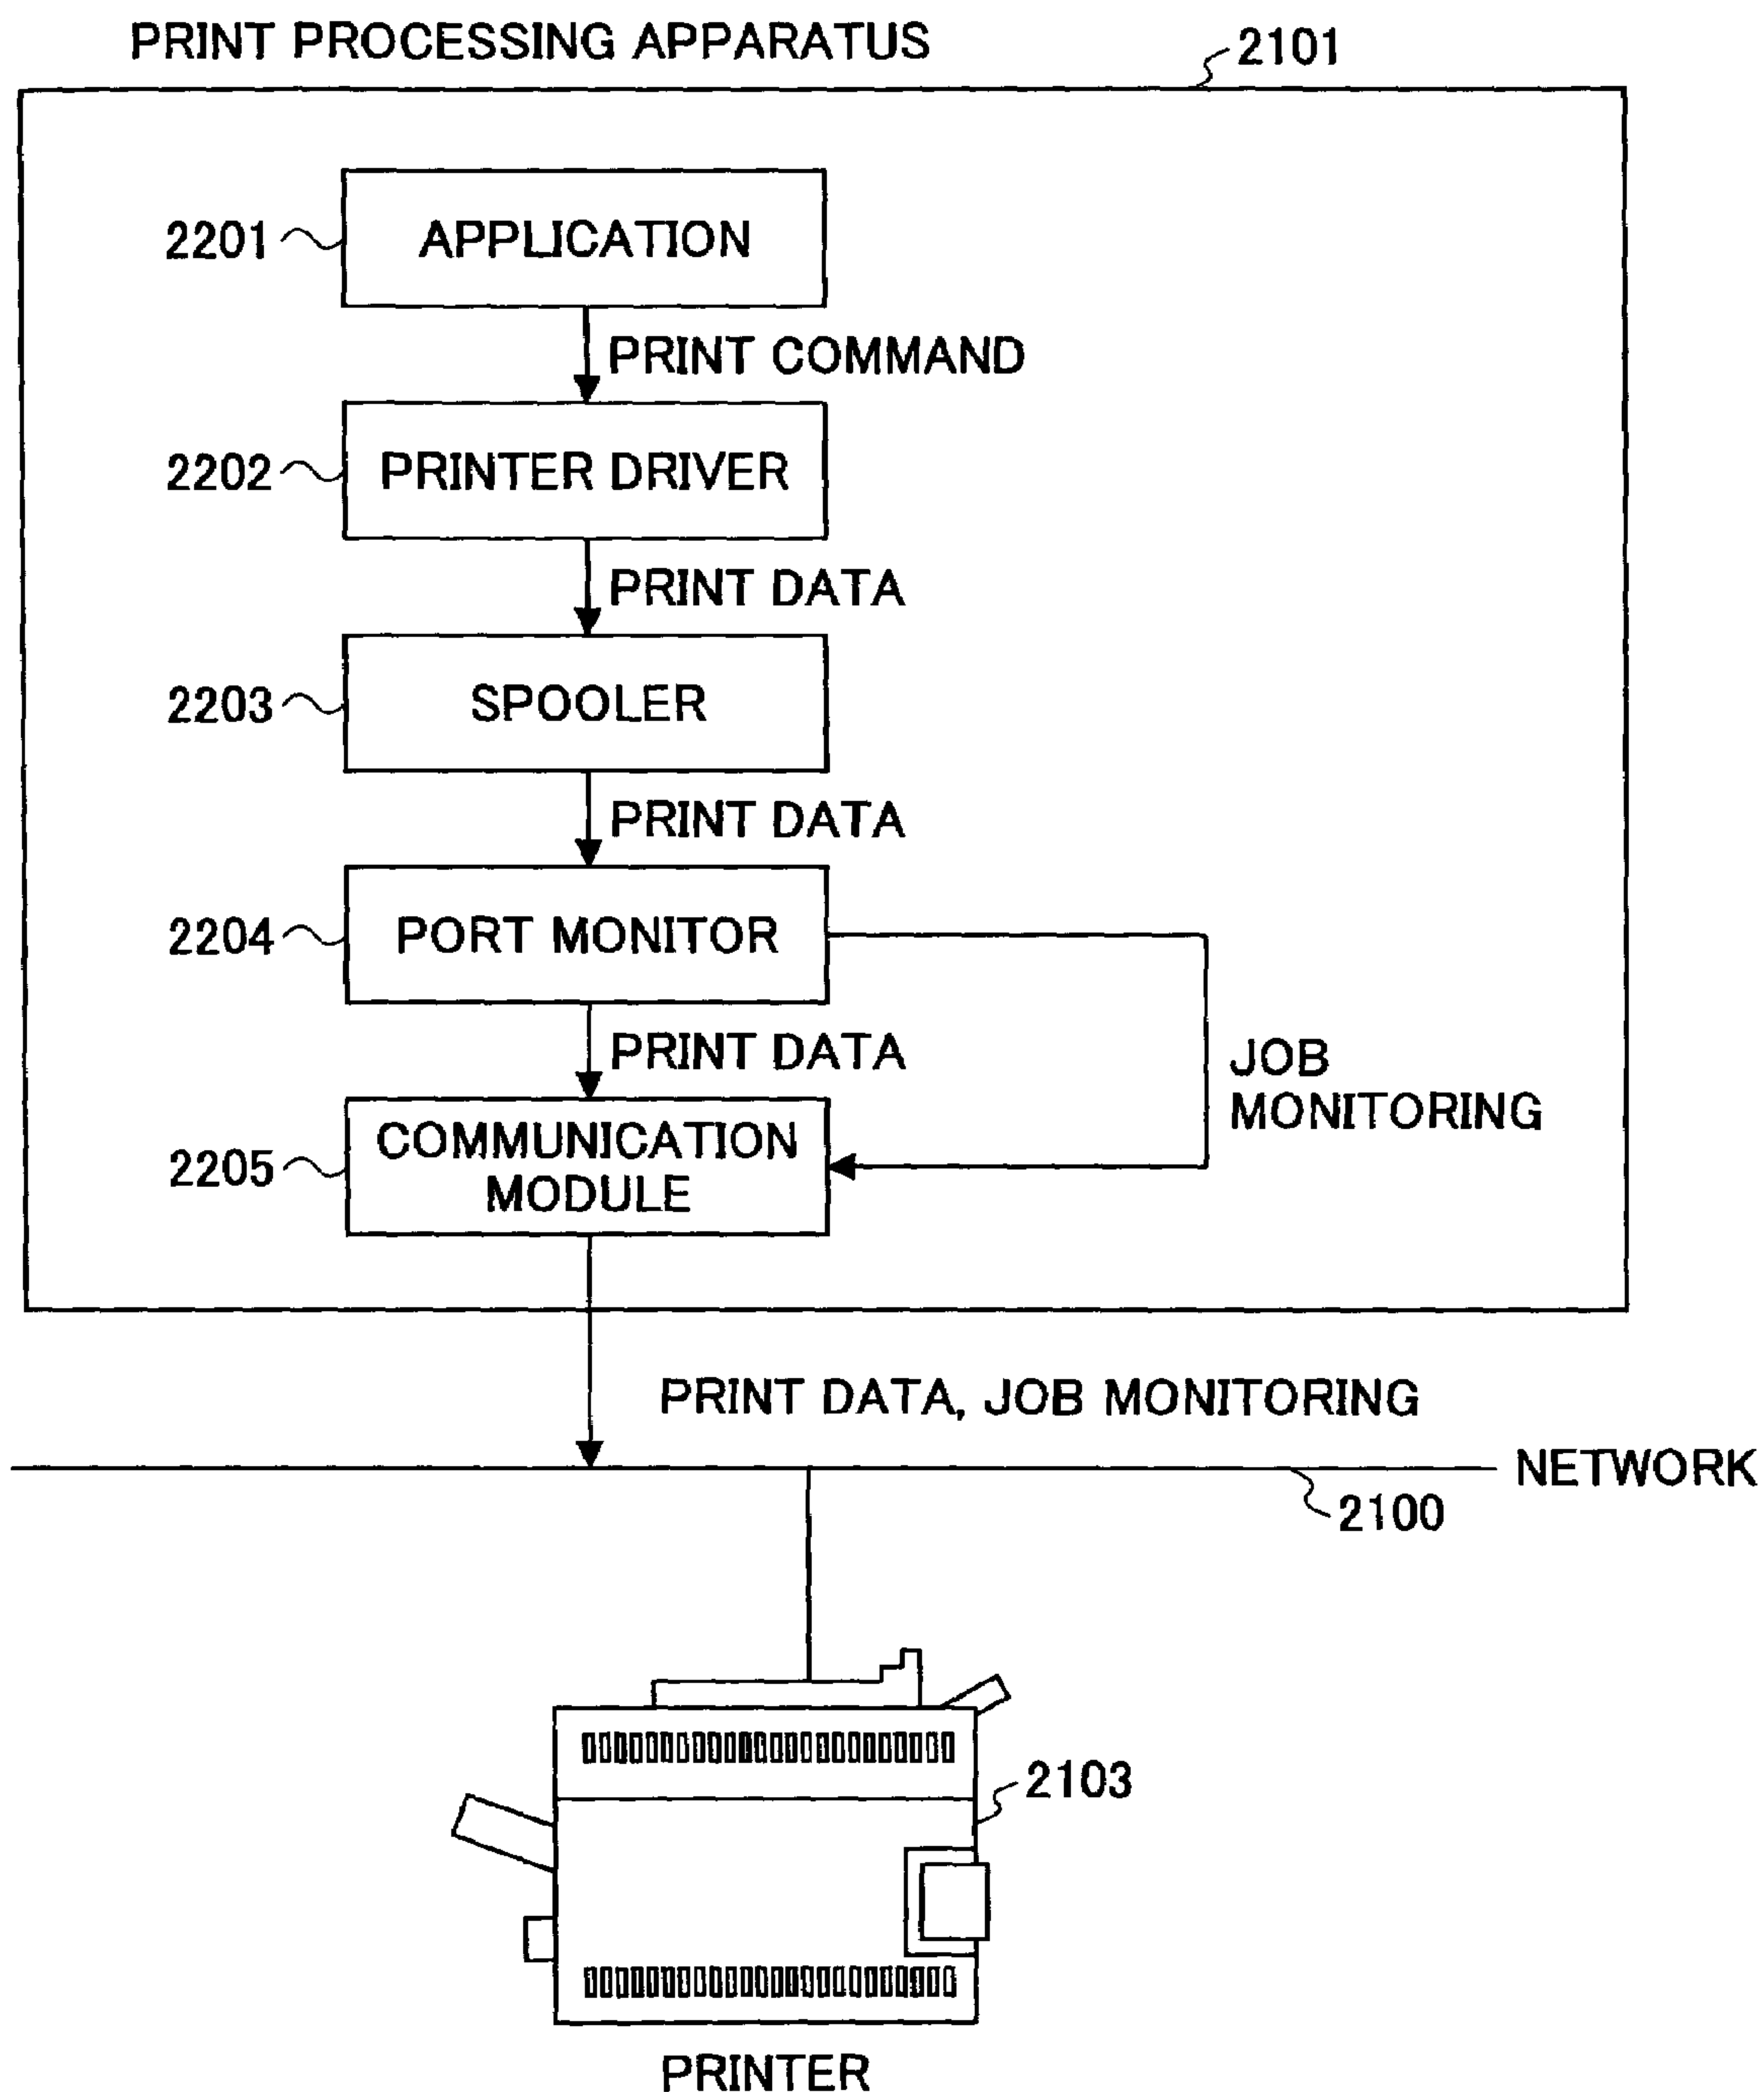 PRINT PROCESSING APPARATUS
2101
2201
APPLICATION
PRINT COMMAND
2202
PRINTER DRIVER
PRINT DATA
2203
SPOOLER
PRINT DATA
2204
PORT MONITOR
PRINT DATA
JOB
MONITORING
2205
COMMUNICATION
MODULE
PRINT DATA, JOB MONITORING
NETWORK
2100
2103
PRINTER